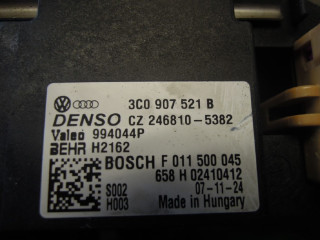 3C0 907 521 B
DENSO CZ 246810-5382
Valeo 994044P
BEHR H2162
BOSCH F 011 500 045
658 H 02410412
S002 07-11-24
H003 Made in Hungary